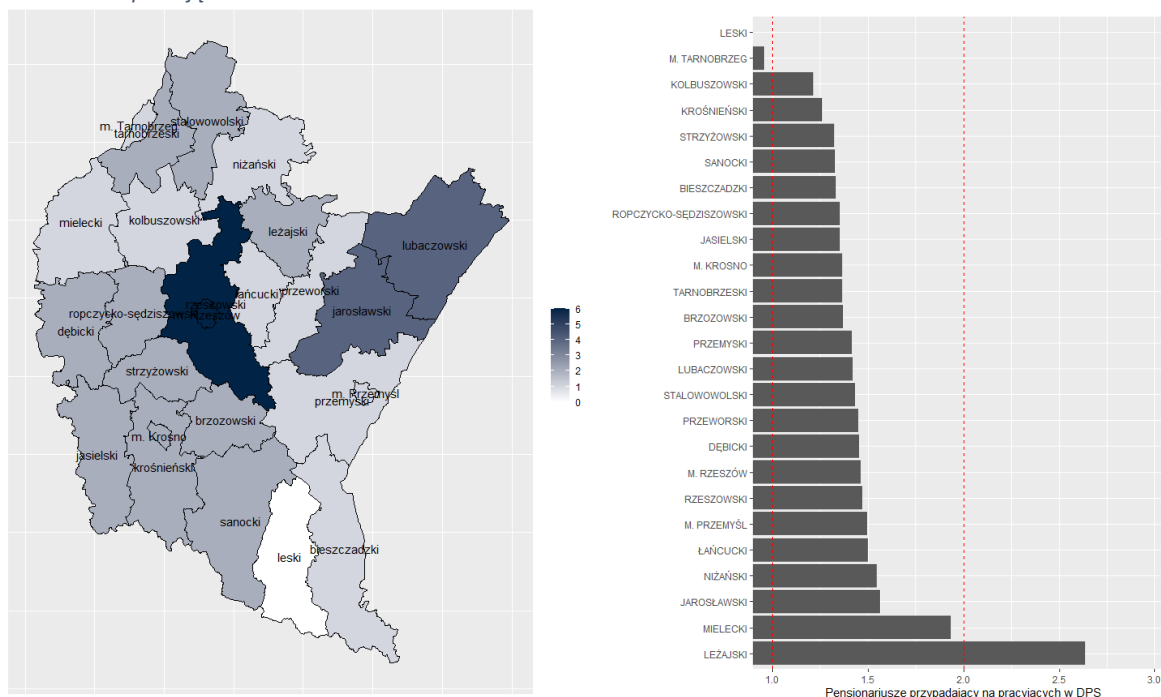 m. Tarnobrzeg
tarnobrzeski
stalowowolski
niżański
mielecki
kolbuszowski
leżajski
lubaczowski
łańcucki
przeworski
rzeszowski
m. Rzeszów
jarosławski
ropczycko-sędziszowski
dębicki
strzyżowski
m. Przemyśl
przemyski
brzozowski
m. Krosno
jasielski
krośnieński
sanocki
leski
bieszczadzki
6
5
4
3
2
1
0
LESKI
M. TARNOBRZEG
KOLBUSZOWSKI
KROŚNIEŃSKI
STRZYŻOWSKI
SANOCKI
BIESZCZADZKI
ROPCZYCKO-SĘDZISZOWSKI
JASIELSKI
M. KROSNO
TARNOBRZESKI
BRZOZOWSKI
PRZEMYSKI
LUBACZOWSKI
STALOWOWOLSKI
PRZEWORSKI
DĘBICKI
M. RZESZÓW
RZESZOWSKI
M. PRZEMYŚL
ŁAŃCUCKI
NIŻAŃSKI
JAROSŁAWSKI
MIELECKI
LEŻAJSKI
1.0 1.5 2.0 2.5 3.0
Pensjonariusze przypadający na pracujących w DPS